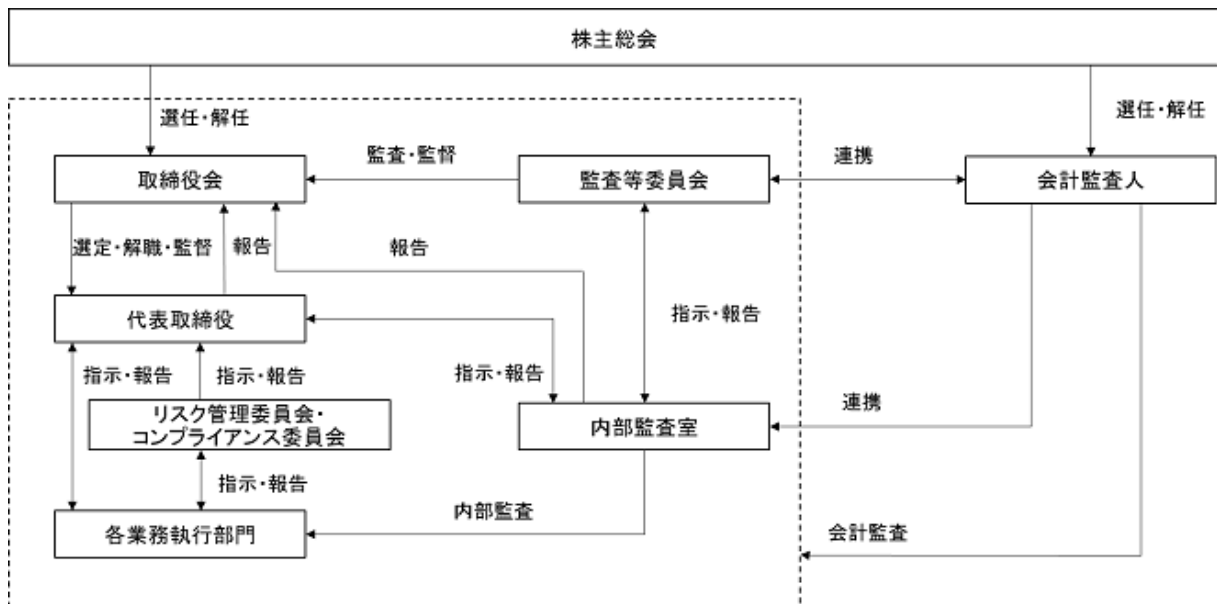 株主総会
選任・解任
選任・解任
監査・監督
連携
取締役会
監査等委員会
会計監査人
選定・解職・監督
報告
報告
代表取締役
指示・報告
指示・報告
指示・報告
指示・報告
リスク管理委員会・
コンプライアンス委員会
内部監査室
連携
指示・報告
内部監査
各業務執行部門
会計監査